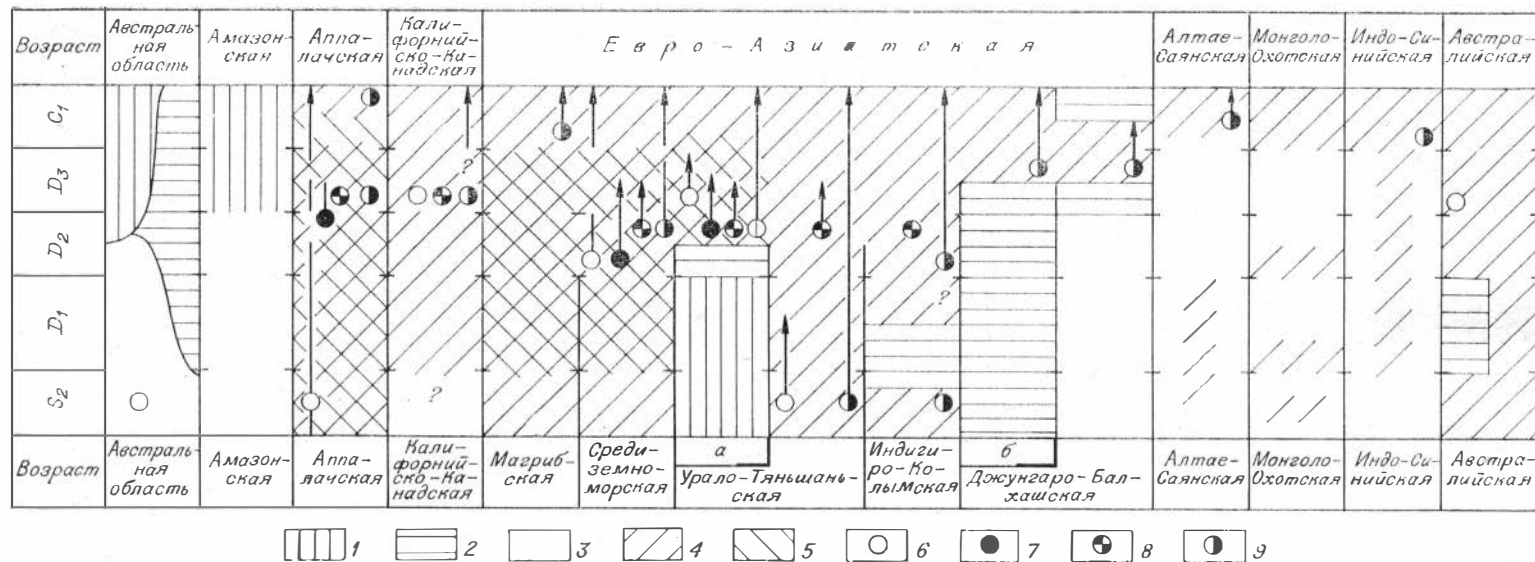 Возраст
Австраль-
ная
область
Амазон-
ская
Аппа-
лачская
Кали-
форний-
ско-Ка-
надская
Евро-Азиатская
Алтае-
Саянская
Монголо-
Охотская
Индо-Си-
нийская
Австра-
лийская
C1
D3
?
D2
D1
?
S2
?
Возраст
Австраль-
ная
область
Амазон-
ская
Аппа-
лачская
Кали-
форний-
ско-Ка-
надская
Магриб-
ская
Среди-
земно-
морская
а
Урало-Тяньшань-
ская
Индиги-
ро-Ко-
лымская
б
Джунгаро-Бал-
хашская
Алтае-
Саянская
Монголо-
Охотская
Индо-Си-
нийская
Австра-
лийская
1 2 3 4 5 6 7 8 9